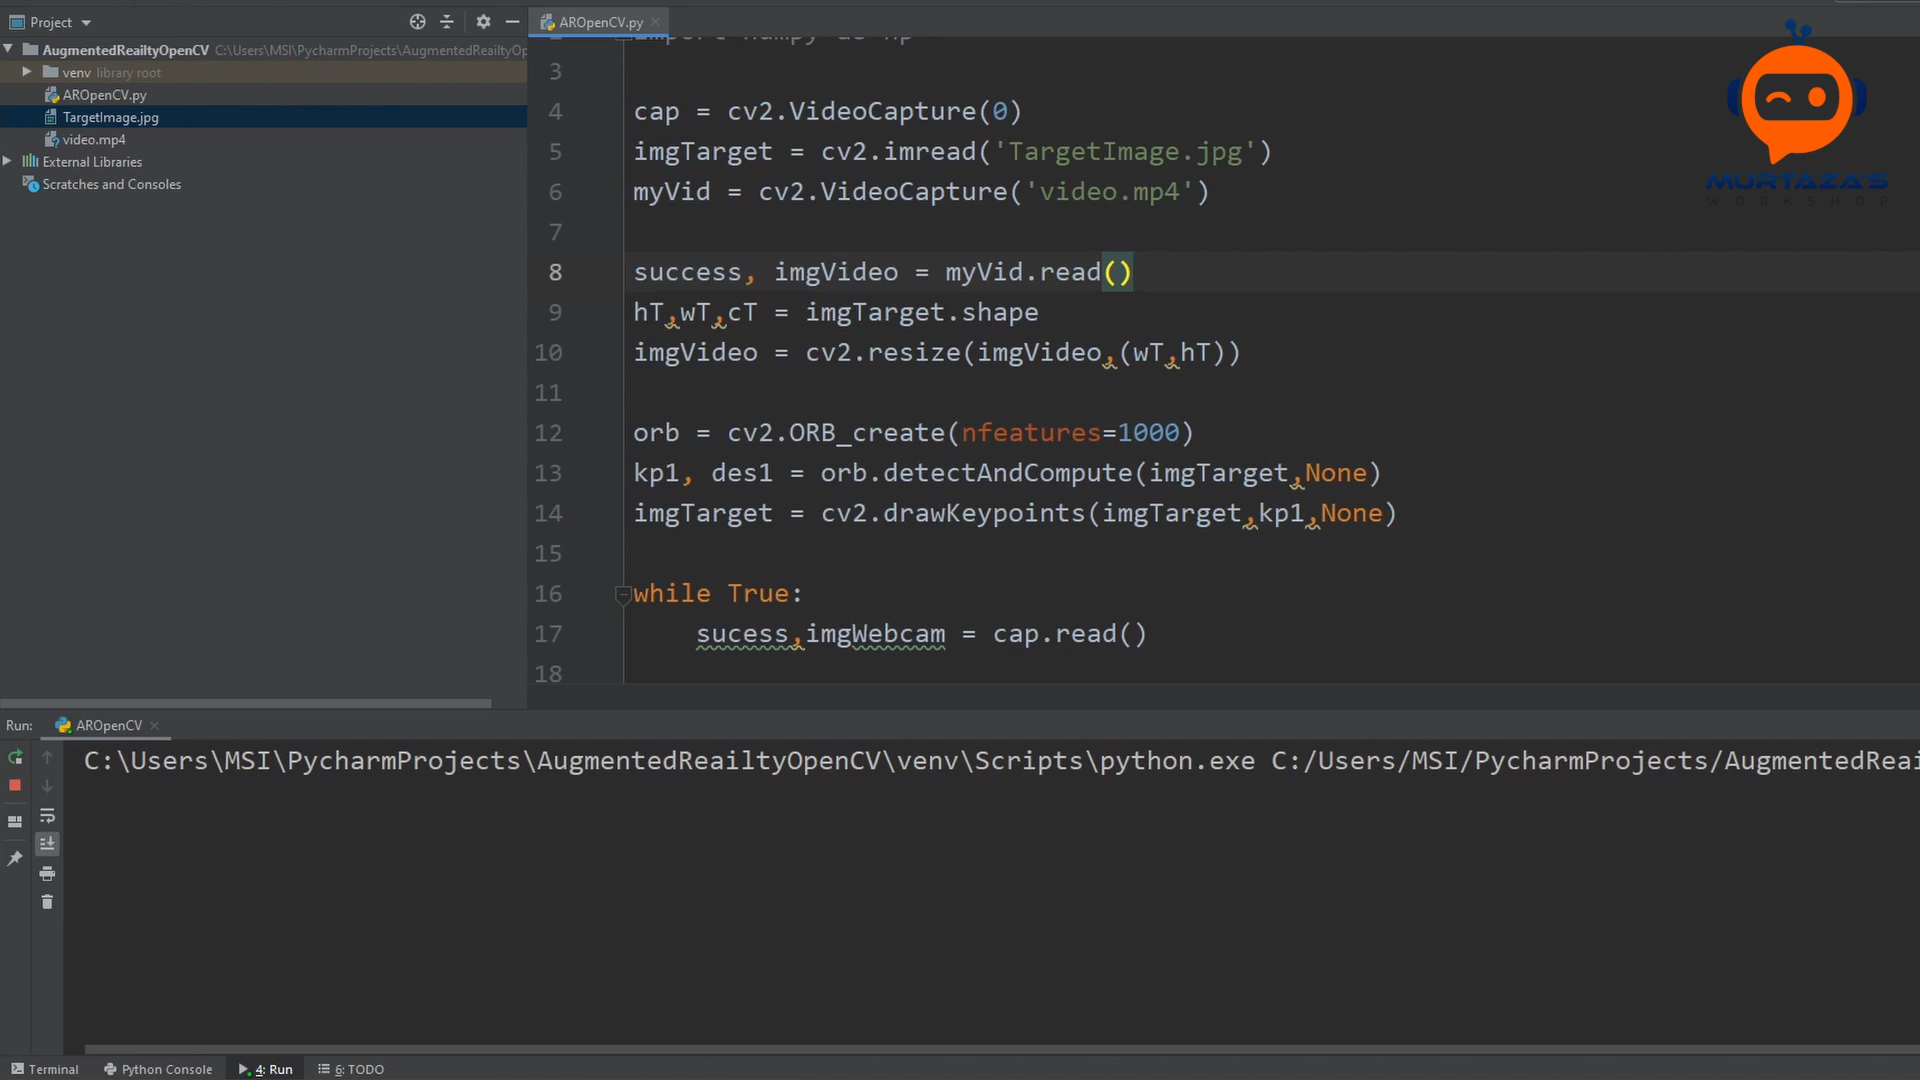 Project
AROpenCV.py
AugmentedReailtyOpenCV C:\Users\MSI\PycharmProjects\AugmentedReailtyOp
venv library root
AROpenCV.py
TargetImage.jpg
video.mp4
External Libraries
Scratches and Consoles
import numpy as np
3
4 cap = cv2.VideoCapture(0)
5 imgTarget = cv2.imread('TargetImage.jpg')
6 myVid = cv2.VideoCapture('video.mp4')
7
8 success, imgVideo = myVid.read()
9 hT,wT,cT = imgTarget.shape
10 imgVideo = cv2.resize(imgVideo,(wT,hT))
11
12 orb = cv2.ORB_create(nfeatures=1000)
13 kp1, des1 = orb.detectAndCompute(imgTarget,None)
14 imgTarget = cv2.drawKeypoints(imgTarget,kp1,None)
15
16 while True:
17 sucess,imgWebcam = cap.read()
18
MURTAZA'S
WORKSHOP
Run: AROpenCV
C:\Users\MSI\PycharmProjects\AugmentedReailtyOpenCV\venv\Scripts\python.exe C:/Users/MSI/PycharmProjects/AugmentedReai
Terminal Python Console 4: Run 6: TODO